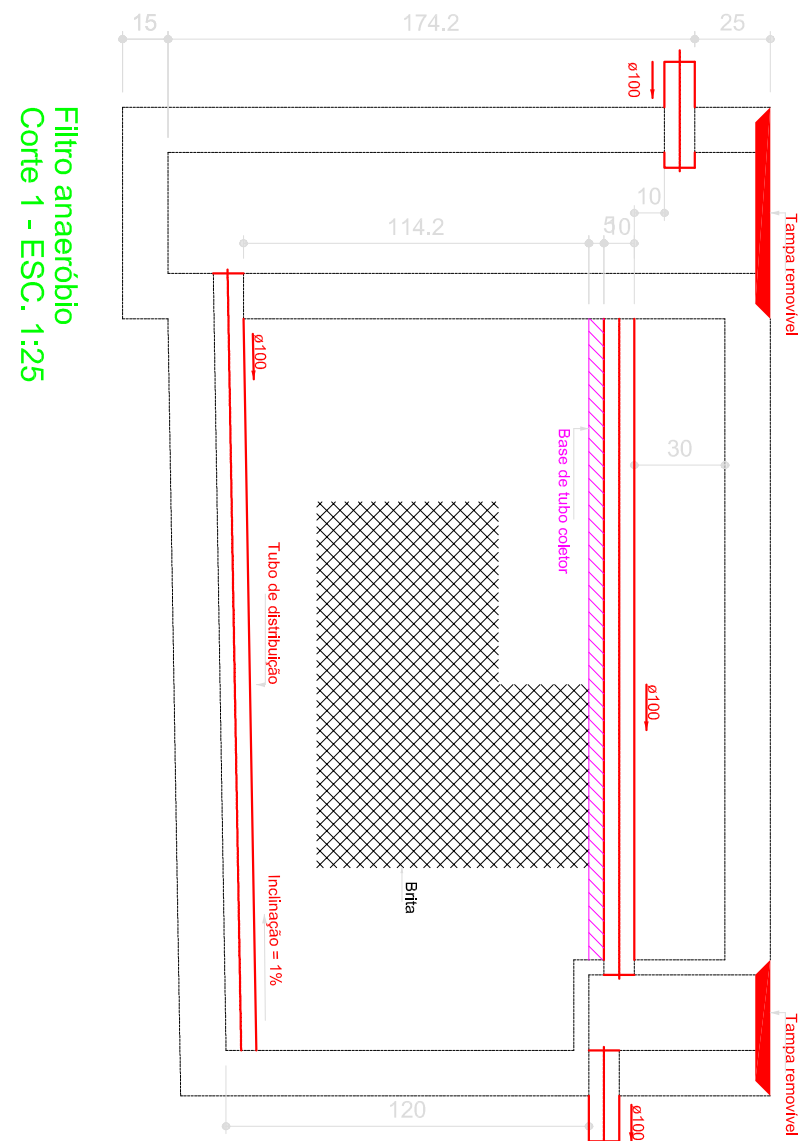 15
174.2
25
ø100
Tampa removível
10
114.2
5
10
ø100
Base de tubo coletor
30
Tubo de distribuição
ø100
Brita
Inclinação = 1%
Tampa removível
ø100
120
Filtro anaeróbio
Corte 1 - ESC. 1:25